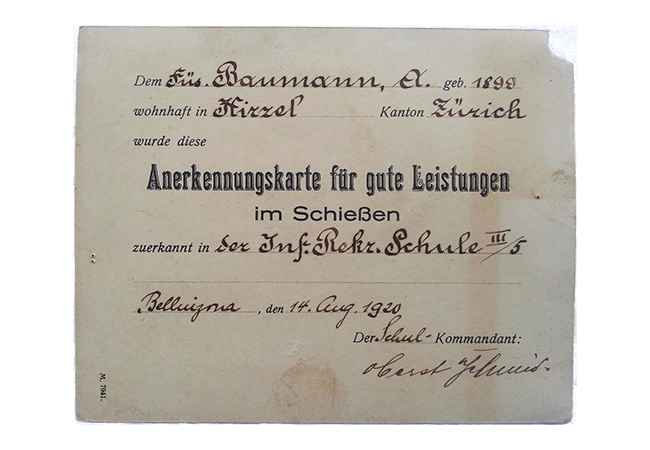 Dem Füs. Baumann, A. geb. 1899
wohnhaft in Hirzel Kanton Zürich
wurde diese
Anerkennungskarte für gute Leistungen
im Schießen
zuerkannt in der Inf. Rekr. Schule III/5
Bellinzona, den 14. Aug. 1920
Der Schul-Kommandant:
Oberst Schmid.
M. 7941.